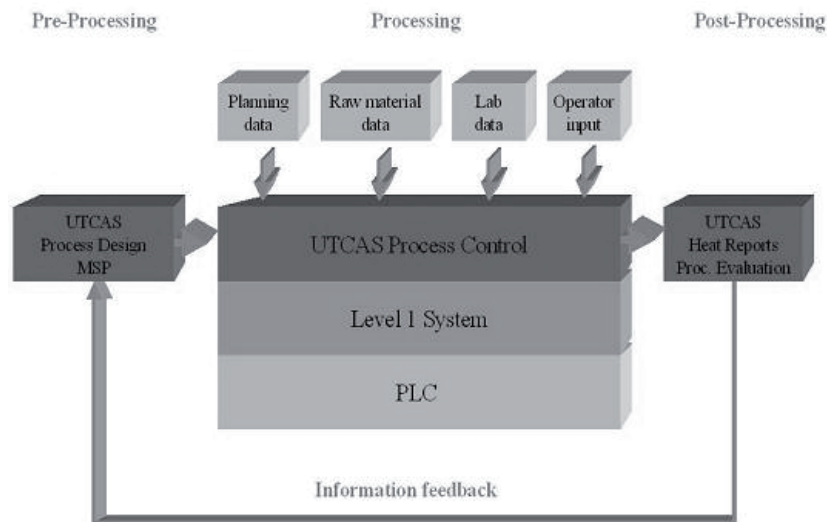 Pre-Processing
Processing
Post-Processing
Planning
data
Raw material
data
Lab
data
Operator
input
UTCAS
Process Design
MSP
UTCAS Process Control
UTCAS
Heat Reports
Proc. Evaluation
Level 1 System
PLC
Information feedback